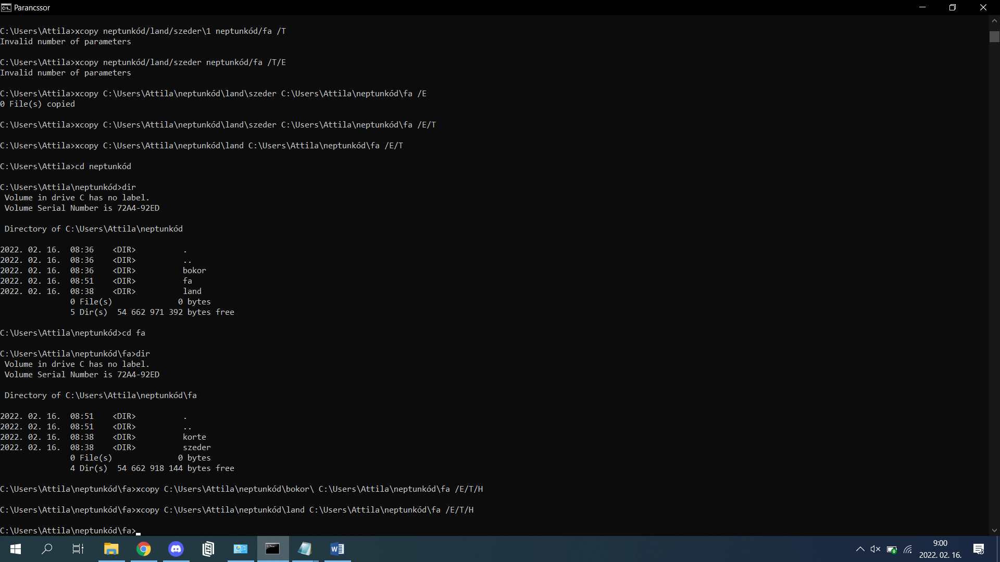 Parancssor
C:\Users\Attila>xcopy neptunkód/land/szeder\1 neptunkód/fa /T
Invalid number of parameters
C:\Users\Attila>xcopy neptunkód/land/szeder neptunkód/fa /T/E
Invalid number of parameters
C:\Users\Attila>xcopy C:\Users\Attila\neptunkód\land\szeder C:\Users\Attila\neptunkód\fa /E
0 File(s) copied
C:\Users\Attila>xcopy C:\Users\Attila\neptunkód\land\szeder C:\Users\Attila\neptunkód\fa /E/T
C:\Users\Attila>xcopy C:\Users\Attila\neptunkód\land C:\Users\Attila\neptunkód\fa /E/T
C:\Users\Attila>cd neptunkód
C:\Users\Attila\neptunkód>dir
Volume in drive C has no label.
Volume Serial Number is 72A4-92ED
Directory of C:\Users\Attila\neptunkód
2022. 02. 16.  08:36    <DIR>          .
2022. 02. 16.  08:36    <DIR>          ..
2022. 02. 16.  08:36    <DIR>          bokor
2022. 02. 16.  08:51    <DIR>          fa
2022. 02. 16.  08:38    <DIR>          land
0 File(s)              0 bytes
5 Dir(s)  54 662 971 392 bytes free
C:\Users\Attila\neptunkód>cd fa
C:\Users\Attila\neptunkód\fa>dir
Volume in drive C has no label.
Volume Serial Number is 72A4-92ED
Directory of C:\Users\Attila\neptunkód\fa
2022. 02. 16.  08:51    <DIR>          .
2022. 02. 16.  08:51    <DIR>          ..
2022. 02. 16.  08:38    <DIR>          korte
2022. 02. 16.  08:38    <DIR>          szeder
0 File(s)              0 bytes
4 Dir(s)  54 662 918 144 bytes free
C:\Users\Attila\neptunkód\fa>xcopy C:\Users\Attila\neptunkód\bokor\ C:\Users\Attila\neptunkód\fa /E/T/H
C:\Users\Attila\neptunkód\fa>xcopy C:\Users\Attila\neptunkód\land C:\Users\Attila\neptunkód\fa /E/T/H
C:\Users\Attila\neptunkód\fa>
9:00
2022. 02. 16.